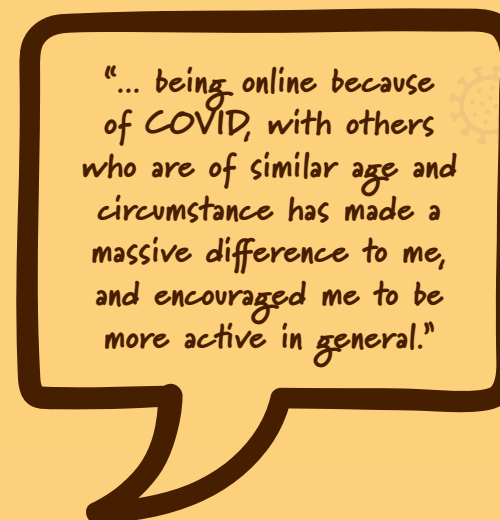 “... being online because
of COVID, with others
who are of similar age and
circumstance has made a
massive difference to me,
and encouraged me to be
more active in general.”